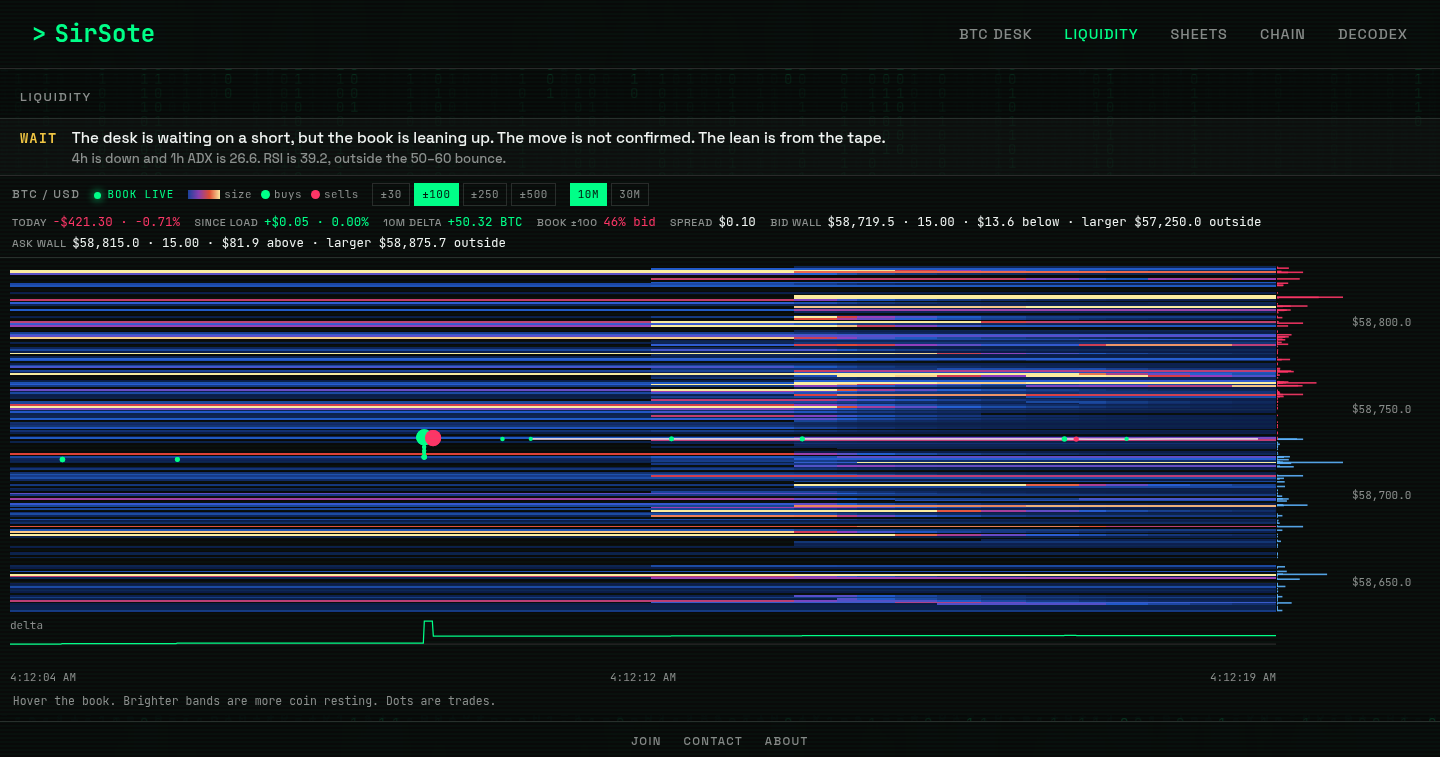 > SirSote
BTC DESK LIQUIDITY SHEETS CHAIN DECODEX
LIQUIDITY
WAIT The desk is waiting on a short, but the book is leaning up. The move is not confirmed. The lean is from the tape.
4h is down and 1h ADX is 26.6. RSI is 39.2, outside the 50–60 bounce.
BTC / USD BOOK LIVE size buys sells ±30 ±100 ±250 ±500 10M 30M
TODAY -$421.30 · -0.71% SINCE LOAD +$0.05 · 0.00% 10M DELTA +50.32 BTC BOOK ±100 46% bid SPREAD $0.10 BID WALL $58,719.5 · 15.00 · $13.6 below · larger $57,250.0 outside
ASK WALL $58,815.0 · 15.00 · $81.9 above · larger $58,875.7 outside
$58,800.0
$58,750.0
$58,700.0
$58,650.0
delta
4:12:04 AM 4:12:12 AM 4:12:19 AM
Hover the book. Brighter bands are more coin resting. Dots are trades.
JOIN CONTACT ABOUT